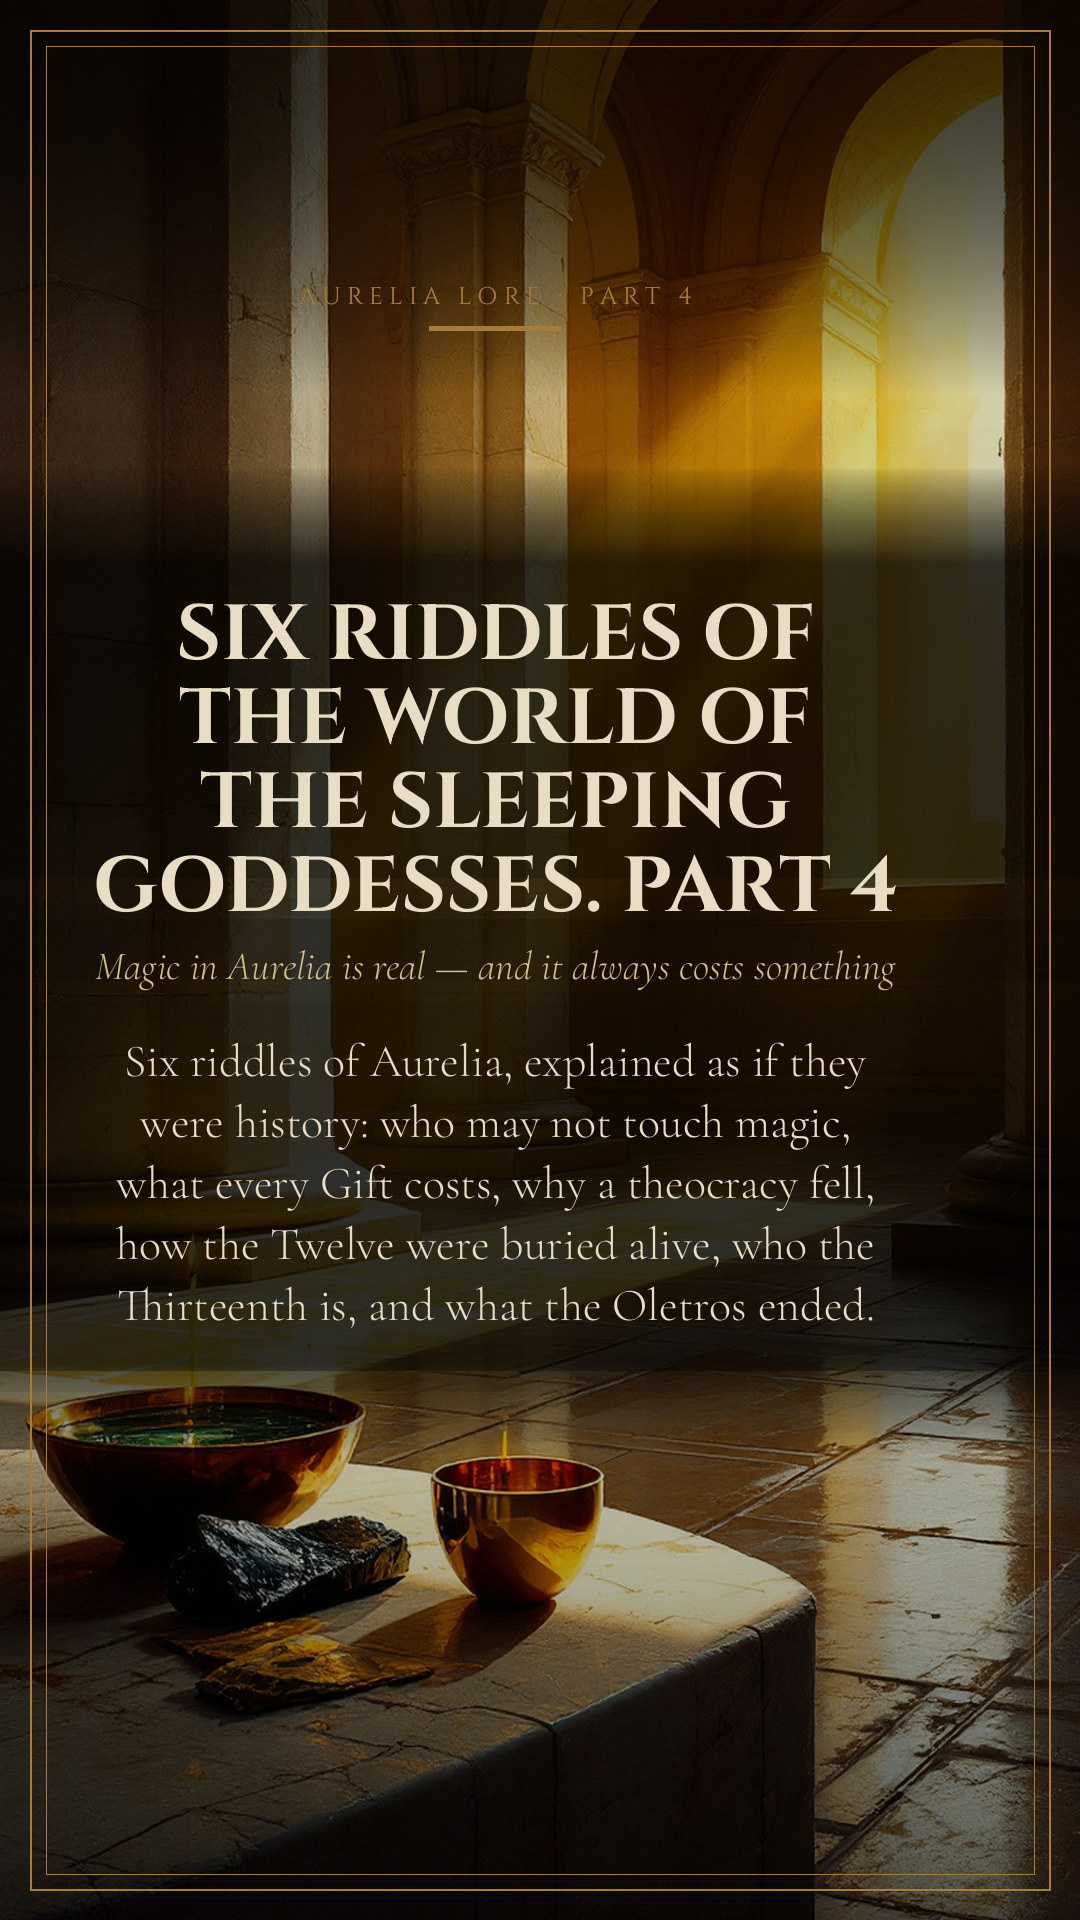 AURELIA LORE · PART 4
SIX RIDDLES OF
THE WORLD OF
THE SLEEPING
GODDESSES. PART 4
Magic in Aurelia is real — and it always costs something
Six riddles of Aurelia, explained as if they
were history: who may not touch magic,
what every Gift costs, why a theocracy fell,
how the Twelve were buried alive, who the
Thirteenth is, and what the Oletros ended.